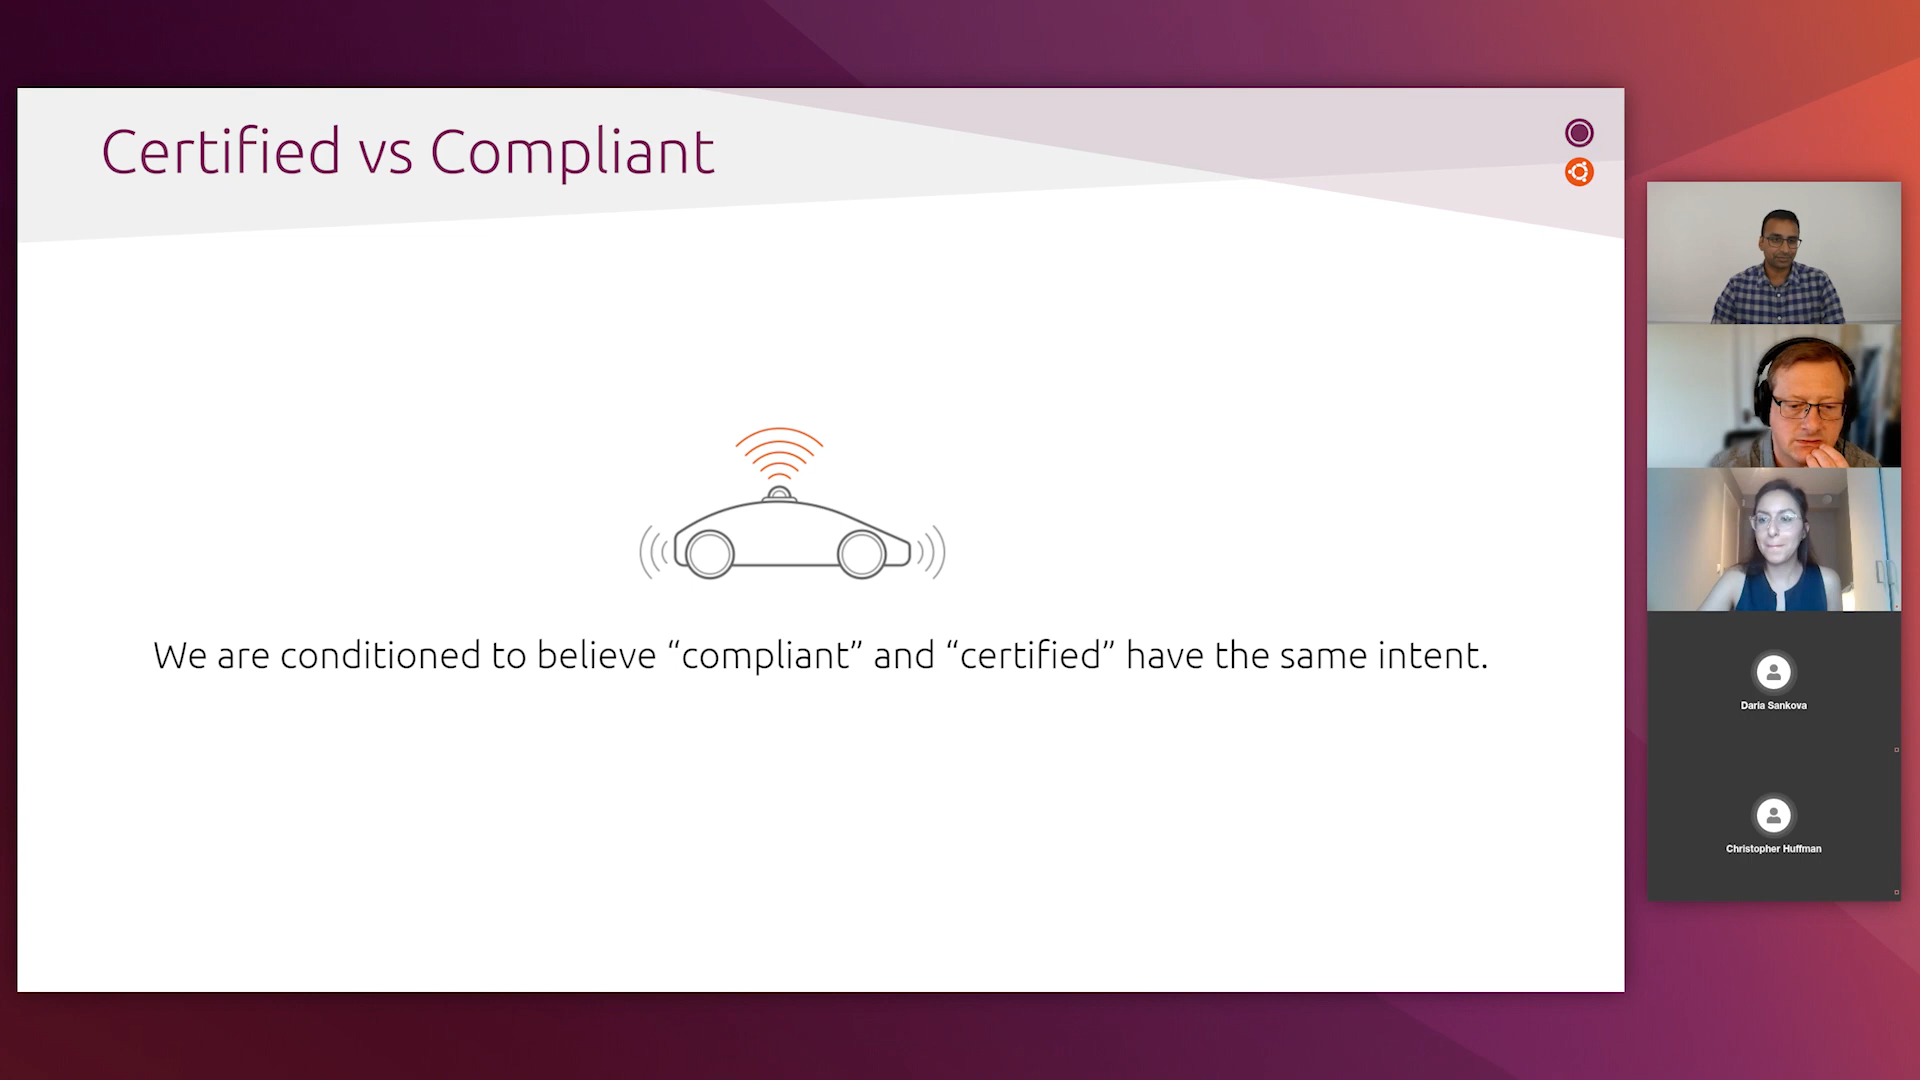 Certified vs Compliant
We are conditioned to believe “compliant” and “certified” have the same intent.
Daria Sankova
Christopher Huffman